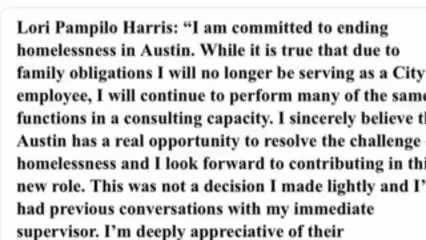 Lori Pampilo Harris: “I am committed to ending
homelessness in Austin. While it is true that due to
family obligations I will no longer be serving as a City
employee, I will continue to perform many of the same
functions in a consulting capacity. I sincerely believe
Austin has a real opportunity to resolve the challenge
homelessness and I look forward to contributing in
new role. This was not a decision I made lightly and
had previous conversations with my immediate
supervisor. I’m deeply appreciative of their